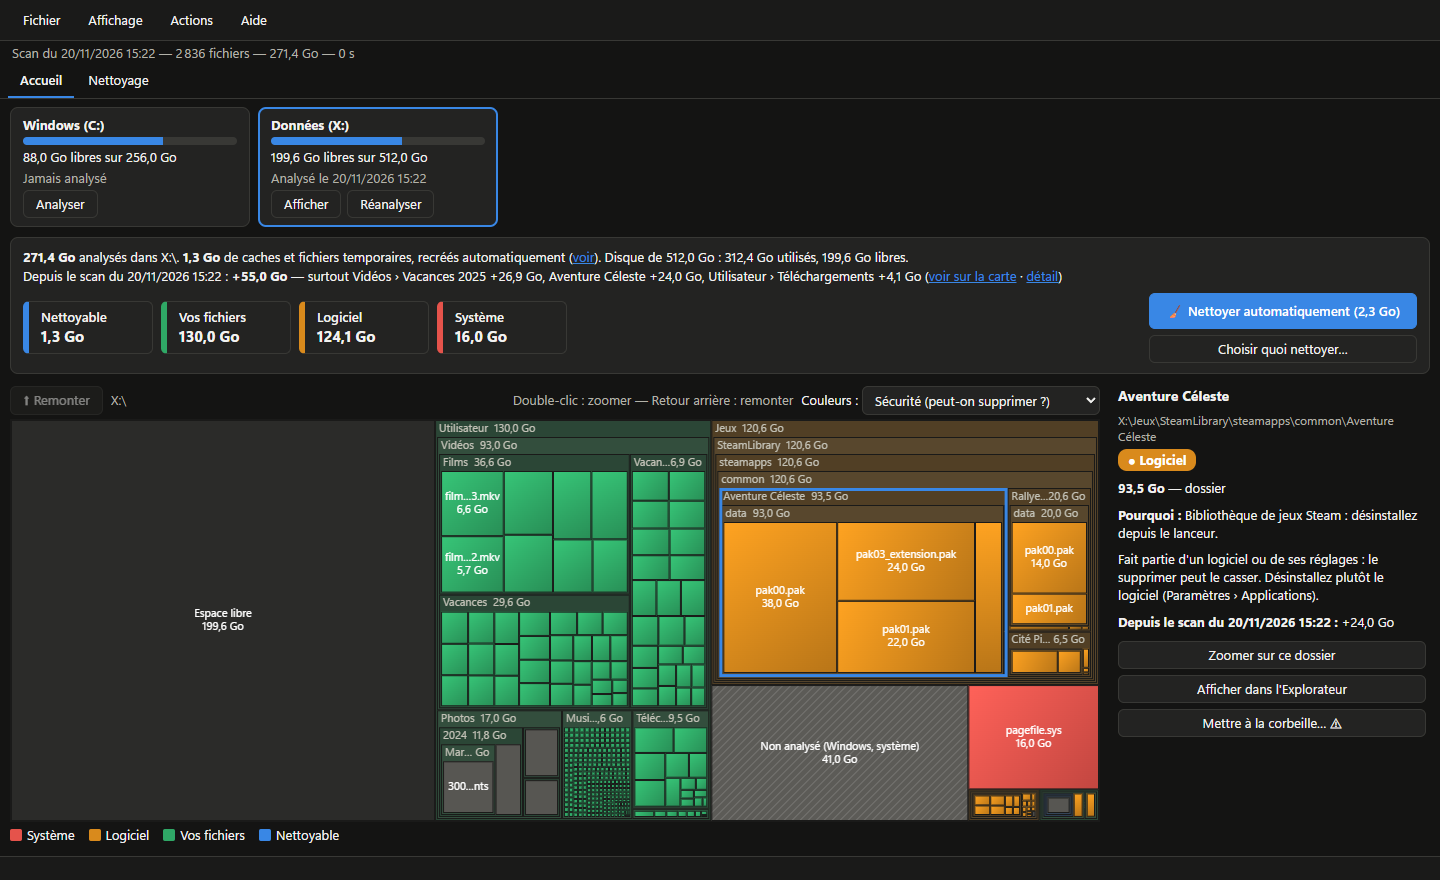 Fichier Affichage Actions Aide
Scan du 20/11/2026 15:22 — 2 836 fichiers — 271,4 Go — 0 s
Accueil Nettoyage
Windows (C:)
88,0 Go libres sur 256,0 Go
Jamais analysé
Analyser
Données (X:)
199,6 Go libres sur 512,0 Go
Analysé le 20/11/2026 15:22
Afficher Réanalyser
271,4 Go analysés dans X:\. 1,3 Go de caches et fichiers temporaires, recréés automatiquement (voir). Disque de 512,0 Go : 312,4 Go utilisés, 199,6 Go libres.
Depuis le scan du 20/11/2026 15:22 : +55,0 Go — surtout Vidéos › Vacances 2025 +26,9 Go, Aventure Céleste +24,0 Go, Utilisateur › Téléchargements +4,1 Go (voir sur la carte · détail)
Nettoyable
1,3 Go
Vos fichiers
130,0 Go
Logiciel
124,1 Go
Système
16,0 Go
Nettoyer automatiquement (2,3 Go)
Choisir quoi nettoyer...
⬆ Remonter X:\
Double-clic : zoomer — Retour arrière : remonter Couleurs : Sécurité (peut-on supprimer ?)
Espace libre
199,6 Go
Utilisateur 130,0 Go
Vidéos 93,0 Go
Films 36,6 Go
film...3.mkv
6,6 Go
film...2.mkv
5,7 Go
Vacan...6,9 Go
Vacances 29,6 Go
Photos 17,0 Go
2024 11,8 Go
Mar... Go
300...nts
Musi...,6 Go
Téléc...9,5 Go
Jeux 120,6 Go
SteamLibrary 120,6 Go
steamapps 120,6 Go
common 120,6 Go
Aventure Céleste 93,5 Go
data 93,0 Go
pak00.pak
38,0 Go
pak03_extension.pak
24,0 Go
pak01.pak
22,0 Go
Rallye...20,6 Go
data 20,0 Go
pak00.pak
14,0 Go
pak01.pak
Cité Pi... 6,5 Go
Non analysé (Windows, système)
41,0 Go
pagefile.sys
16,0 Go
Système Logiciel Vos fichiers Nettoyable
Aventure Céleste
X:\Jeux\SteamLibrary\steamapps\common\Aventure
Céleste
● Logiciel
93,5 Go — dossier
Pourquoi : Bibliothèque de jeux Steam : désinstallez
depuis le lanceur.
Fait partie d'un logiciel ou de ses réglages : le
supprimer peut le casser. Désinstallez plutôt le
logiciel (Paramètres › Applications).
Depuis le scan du 20/11/2026 15:22 : +24,0 Go
Zoomer sur ce dossier
Afficher dans l'Explorateur
Mettre à la corbeille... ⚠